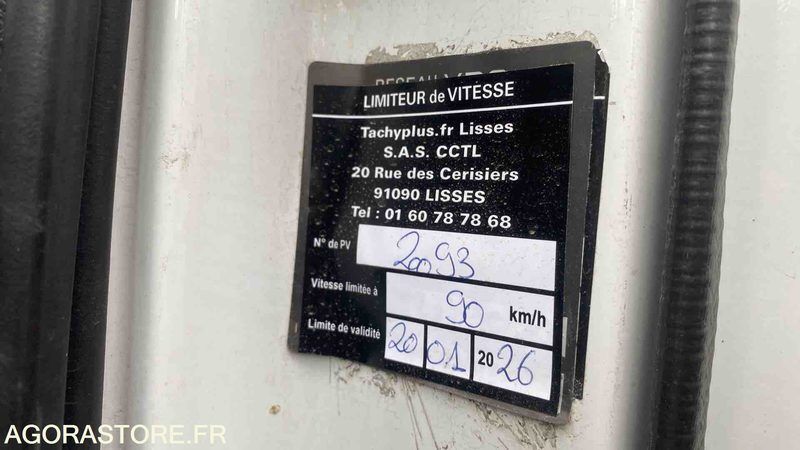 LIMITEUR de VITESSE
Tachyplus.fr Lisses
S.A.S. CCTL
20 Rue des Cerisiers
91090 LISSES
Tel : 01 60 78 78 68
N° de PV 20093
Vitesse limitée à 90 km/h
Limite de validité 20 01 2026
AGORASTORE.FR